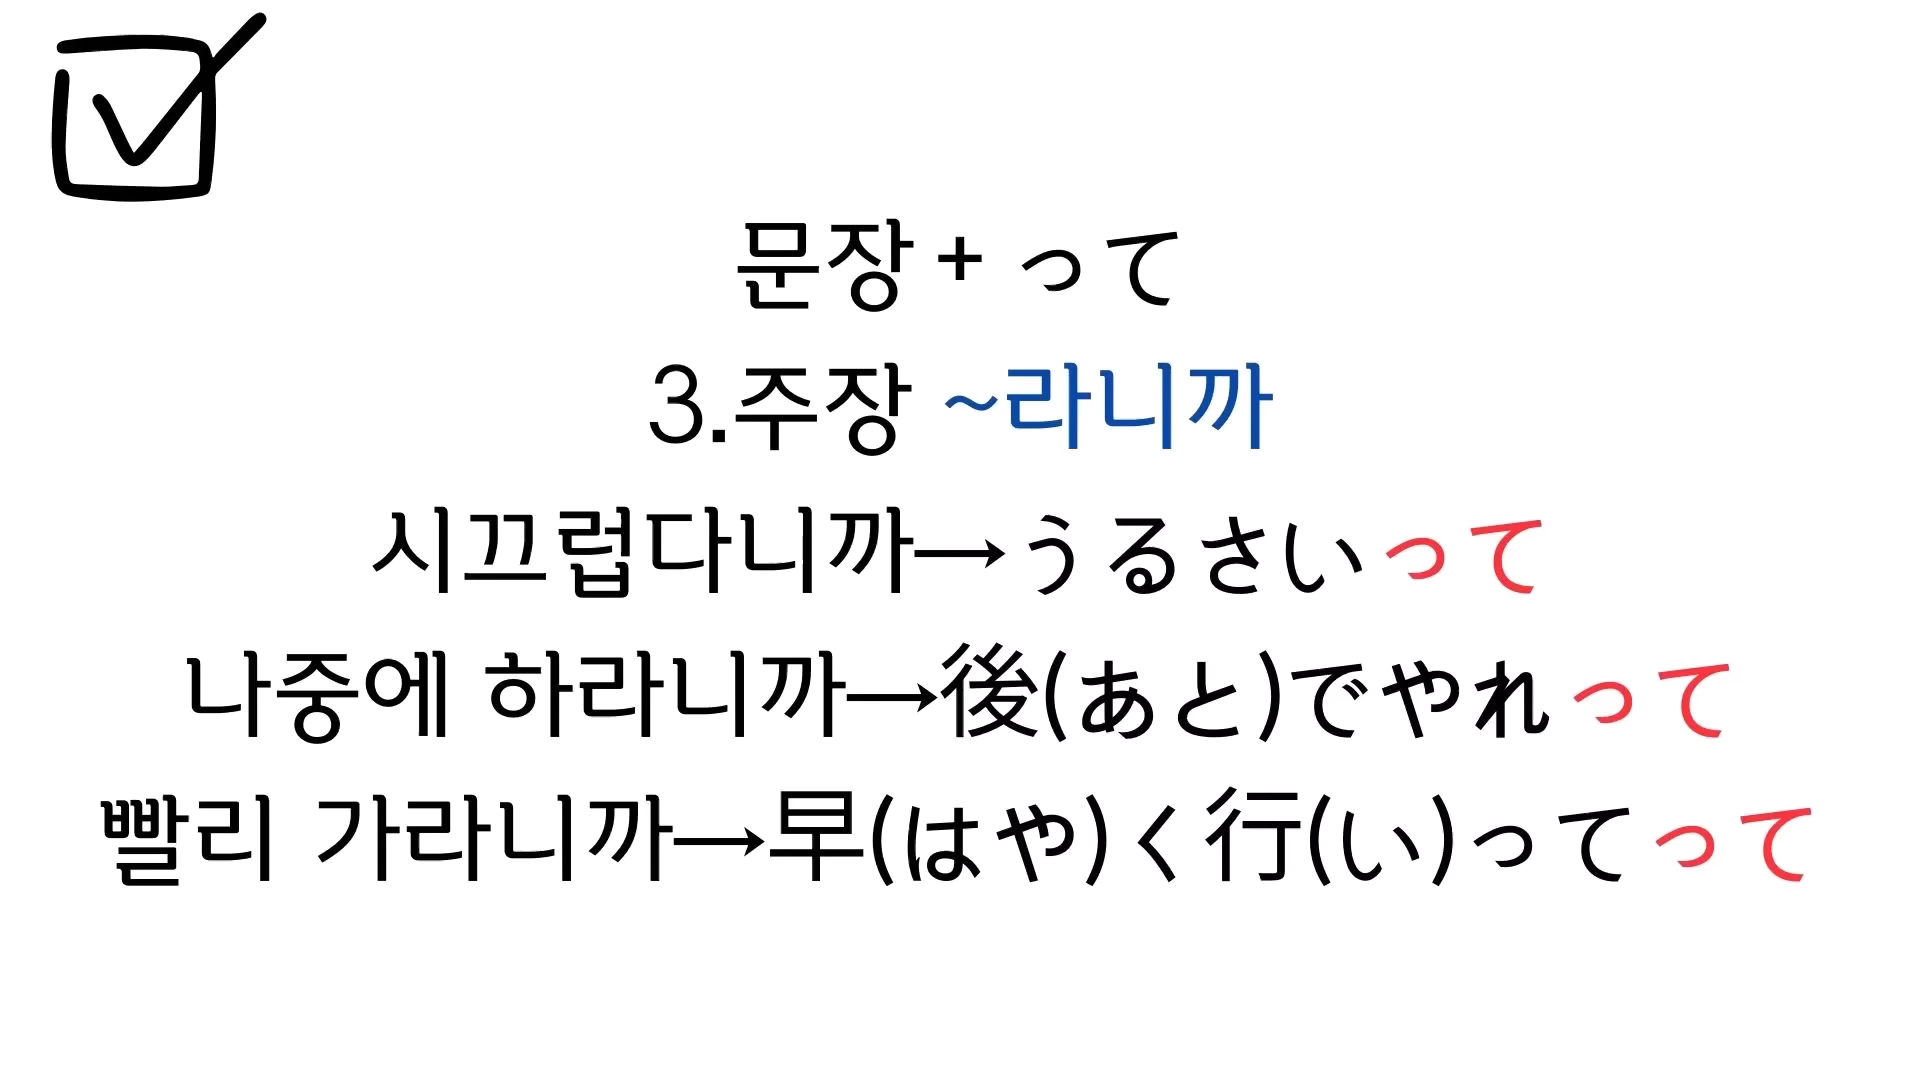 문장 + って
3.주장 ~라니까
시끄럽다니까→うるさいって
나중에 하라니까→後(あと)でやれって
빨리 가라니까→早(はや)く行(い)ってって